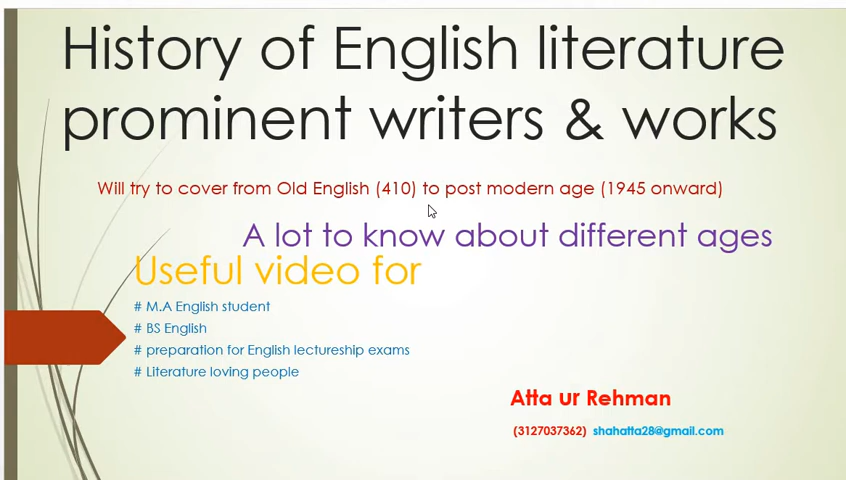 History of English literature
prominent writers & works
Will try to cover from Old English (410) to post modern age (1945 onward)
A lot to know about different ages
Useful video for
# M.A English student
# BS English
# preparation for English lectureship exams
# Literature loving people
Atta ur Rehman
(3127037362) shahatta28@gmail.com